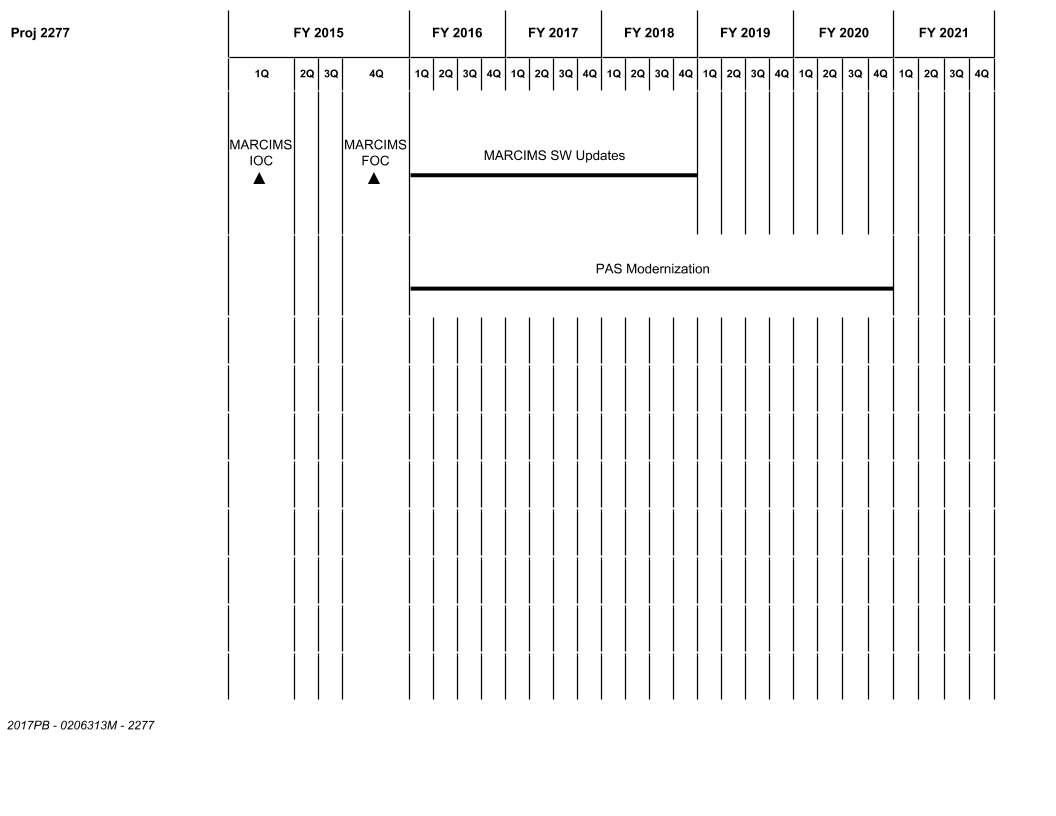 Proj 2277 FY 2015 FY 2016 FY 2017 FY 2018 FY 2019 FY 2020 FY 2021
1Q 2Q 3Q 4Q 1Q 2Q 3Q 4Q 1Q 2Q 3Q 4Q 1Q 2Q 3Q 4Q 1Q 2Q 3Q 4Q 1Q 2Q 3Q 4Q 1Q 2Q 3Q 4Q
MARCIMS
IOC
MARCIMS
FOC
MARCIMS SW Updates
PAS Modernization
2017PB - 0206313M - 2277